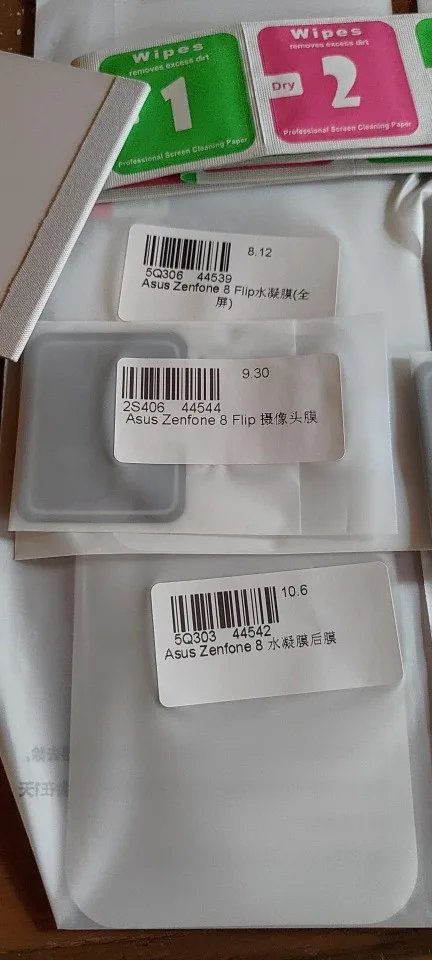 Wipes
removes excess dirt
1
Professional Screen Cleaning Paper
Wipes
removes excess dirt
Dry
2
Professional Screen Cleaning Paper
8.12
5Q306 44539
Asus Zenfone 8 Flip水凝膜(全
屏)
9.30
2S406 44544
Asus Zenfone 8 Flip 摄像头膜
10.6
5Q303 44542
Asus Zenfone 8 水凝膜后膜